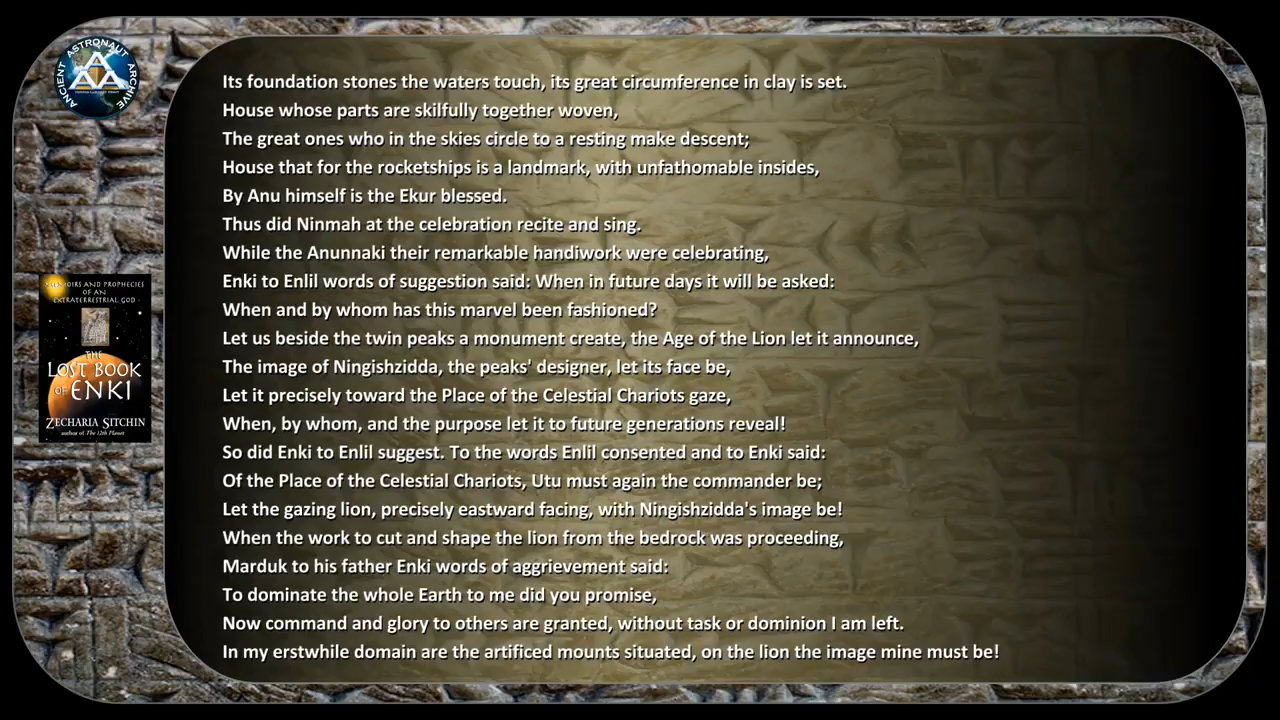 ANCIENT ASTRONAUT ARCHIVE
Its foundation stones the waters touch, its great circumference in clay is set.
House whose parts are skilfully together woven,
The great ones who in the skies circle to a resting make descent;
House that for the rocketships is a landmark, with unfathomable insides,
By Anu himself is the Ekur blessed.
Thus did Ninmah at the celebration recite and sing.
While the Anunnaki their remarkable handiwork were celebrating,
Enki to Enlil words of suggestion said: When in future days it will be asked:
When and by whom has this marvel been fashioned?
Let us beside the twin peaks a monument create, the Age of the Lion let it announce,
The image of Ningishzidda, the peaks' designer, let its face be,
Let it precisely toward the Place of the Celestial Chariots gaze,
When, by whom, and the purpose let it to future generations reveal!
So did Enki to Enlil suggest. To the words Enlil consented and to Enki said:
Of the Place of the Celestial Chariots, Utu must again the commander be;
Let the gazing lion, precisely eastward facing, with Ningishzidda's image be!
When the work to cut and shape the lion from the bedrock was proceeding,
Marduk to his father Enki words of aggrievement said:
To dominate the whole Earth to me did you promise,
Now command and glory to others are granted, without task or dominion I am left.
In my erstwhile domain are the artificed mounts situated, on the lion the image mine must be!
MEMOIRS AND PROPHECIES
OF AN
EXTRATERRESTRIAL GOD
THE
LOST BOOK
OF ENKI
ZECHARIA SITCHIN
author of The 12th Planet